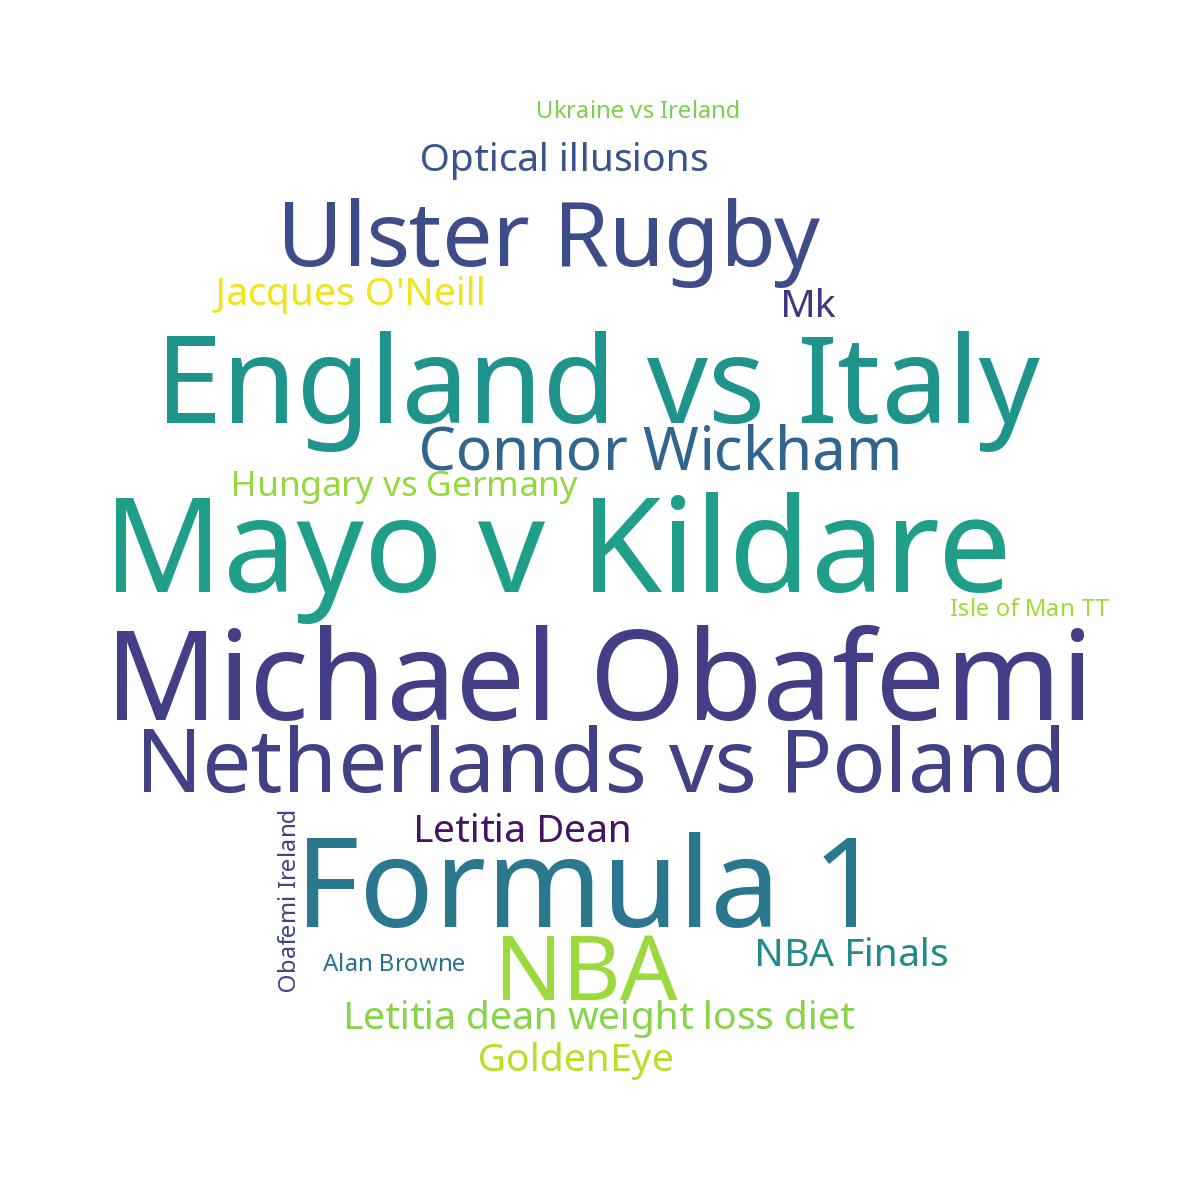 Ukraine vs Ireland
Optical illusions
Ulster Rugby
Jacques O'Neill
Mk
England vs Italy
Connor Wickham
Hungary vs Germany
Mayo v Kildare
Isle of Man TT
Michael Obafemi
Netherlands vs Poland
Obafemi Ireland
Letitia Dean
Formula 1
NBA
NBA Finals
Alan Browne
Letitia dean weight loss diet
GoldenEye